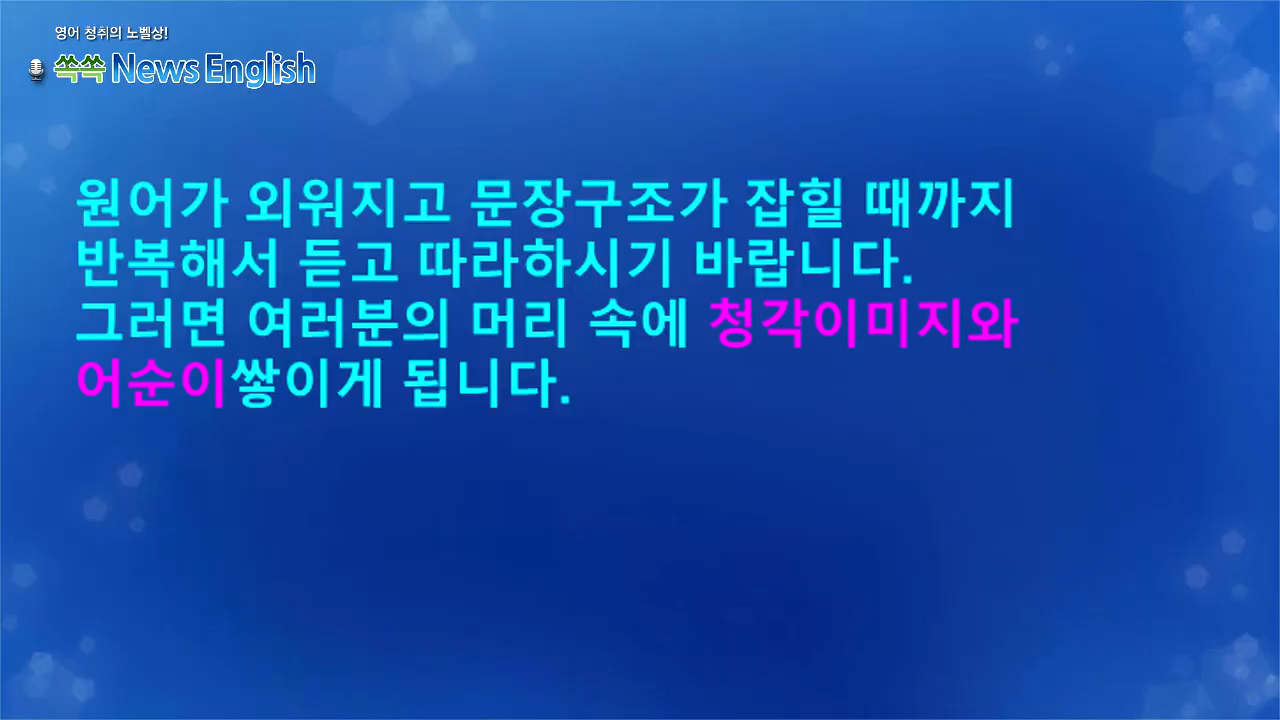 영어 청취의 노벨상!
쏙쏙 News English
원어가 외워지고 문장구조가 잡힐 때까지
반복해서 듣고 따라하시기 바랍니다.
그러면 여러분의 머리 속에 청각이미지와
어순이쌓이게 됩니다.